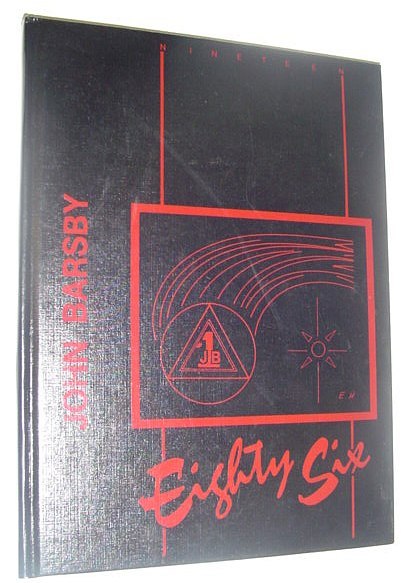 NINETEEN
JOHN BARSBY
1
JB
E.H
Eighty Six